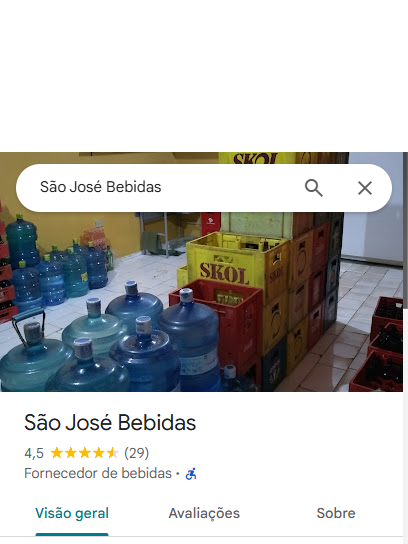 SKOL
São José Bebidas
SKOL
São José Bebidas
4,5 (29)
Fornecedor de bebidas ·
Visão geral
Avaliações
Sobre